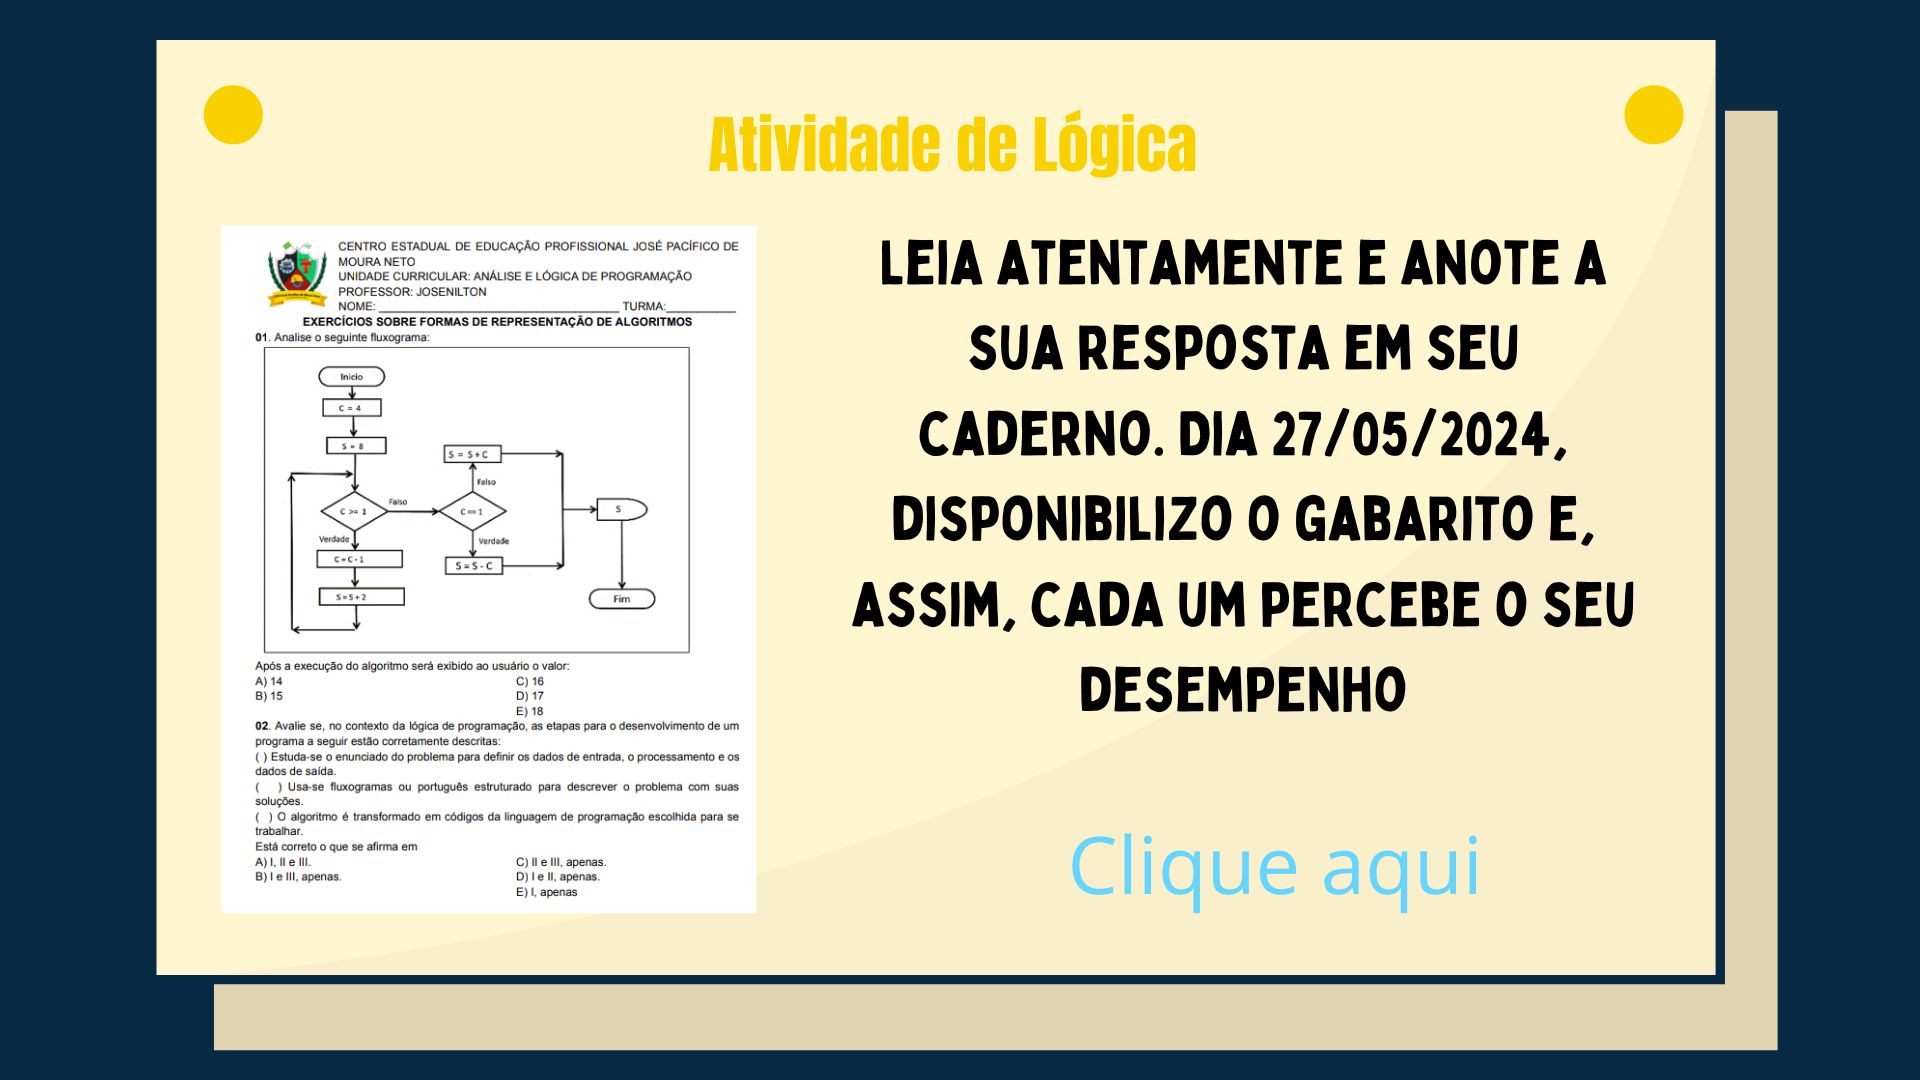 Atividade de Lógica
CENTRO ESTADUAL DE EDUCAÇÃO PROFISSIONAL JOSÉ PACÍFICO DE
MOURA NETO
UNIDADE CURRICULAR: ANÁLISE E LÓGICA DE PROGRAMAÇÃO
PROFESSOR: JOSENILTON
NOME: ______________________________________ TURMA:___________
EXERCÍCIOS SOBRE FORMAS DE REPRESENTAÇÃO DE ALGORITMOS
01. Analise o seguinte fluxograma:
Inicio
C = 4
S = 8
S = S + C
Falso
Falso
C >= 1
C == 1
S
Verdade
Verdade
C = C - 1
S = S - C
S = S + 2
Fim
Após a execução do algoritmo será exibido ao usuário o valor:
A) 14
C) 16
B) 15
D) 17
E) 18
02. Avalie se, no contexto da lógica de programação, as etapas para o desenvolvimento de um
programa a seguir estão corretamente descritas:
( ) Estuda-se o enunciado do problema para definir os dados de entrada, o processamento e os
dados de saída.
( ) Usa-se fluxogramas ou português estruturado para descrever o problema com suas
soluções.
( ) O algoritmo é transformado em códigos da linguagem de programação escolhida para se
trabalhar.
Está correto o que se afirma em
A) I, II e III.
C) II e III, apenas.
B) I e III, apenas.
D) I e II, apenas.
E) I, apenas
LEIA ATENTAMENTE E ANOTE A
SUA RESPOSTA EM SEU
CADERNO. DIA 27/05/2024,
DISPONIBILIZO O GABARITO E,
ASSIM, CADA UM PERCEBE O SEU
DESEMPENHO
Clique aqui